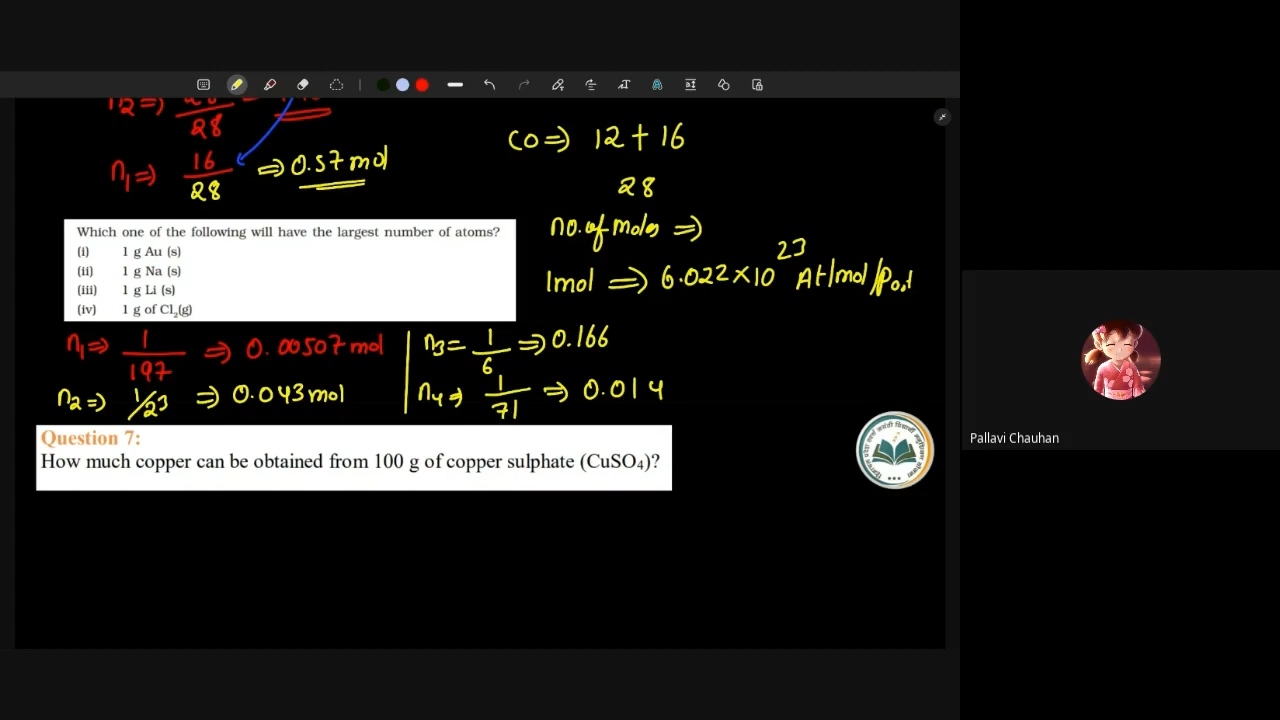 n2 => 28/28
n1 => 16/28 => 0.57 mol
CO => 12 + 16
28
no. of moles =>
1mol => 6.022 × 10^23 At/mol/
Which one of the following will have the largest number of atoms?
(i) 1 g Au (s)
(ii) 1 g Na (s)
(iii) 1 g Li (s)
(iv) 1 g of Cl₂(g)
n1 => 1/197 => 0.00507 mol
n2 => 1/23 => 0.043 mol
n3 = 1/6 => 0.166
n4 => 1/71 => 0.014
Question 7:
How much copper can be obtained from 100 g of copper sulphate (CuSO₄)?
Pallavi Chauhan